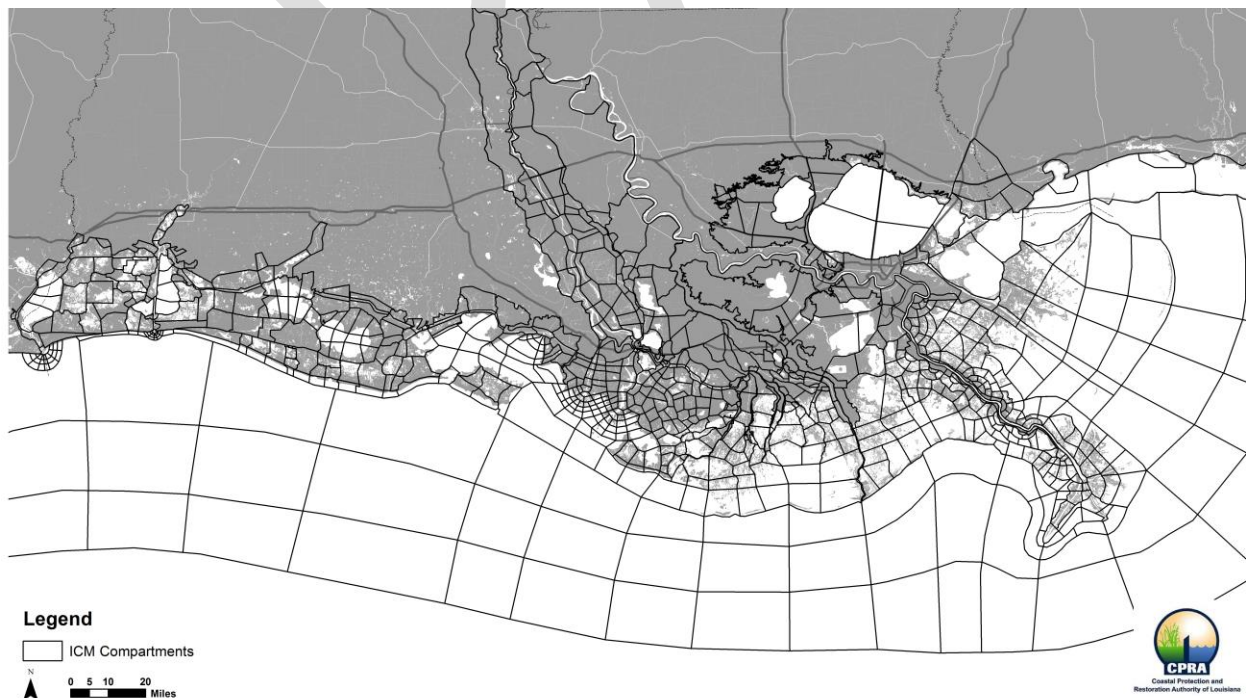 Legend
ICM Compartments
N
0 5 10 20
Miles
CPRA
Coastal Protection and
Restoration Authority of Louisiana